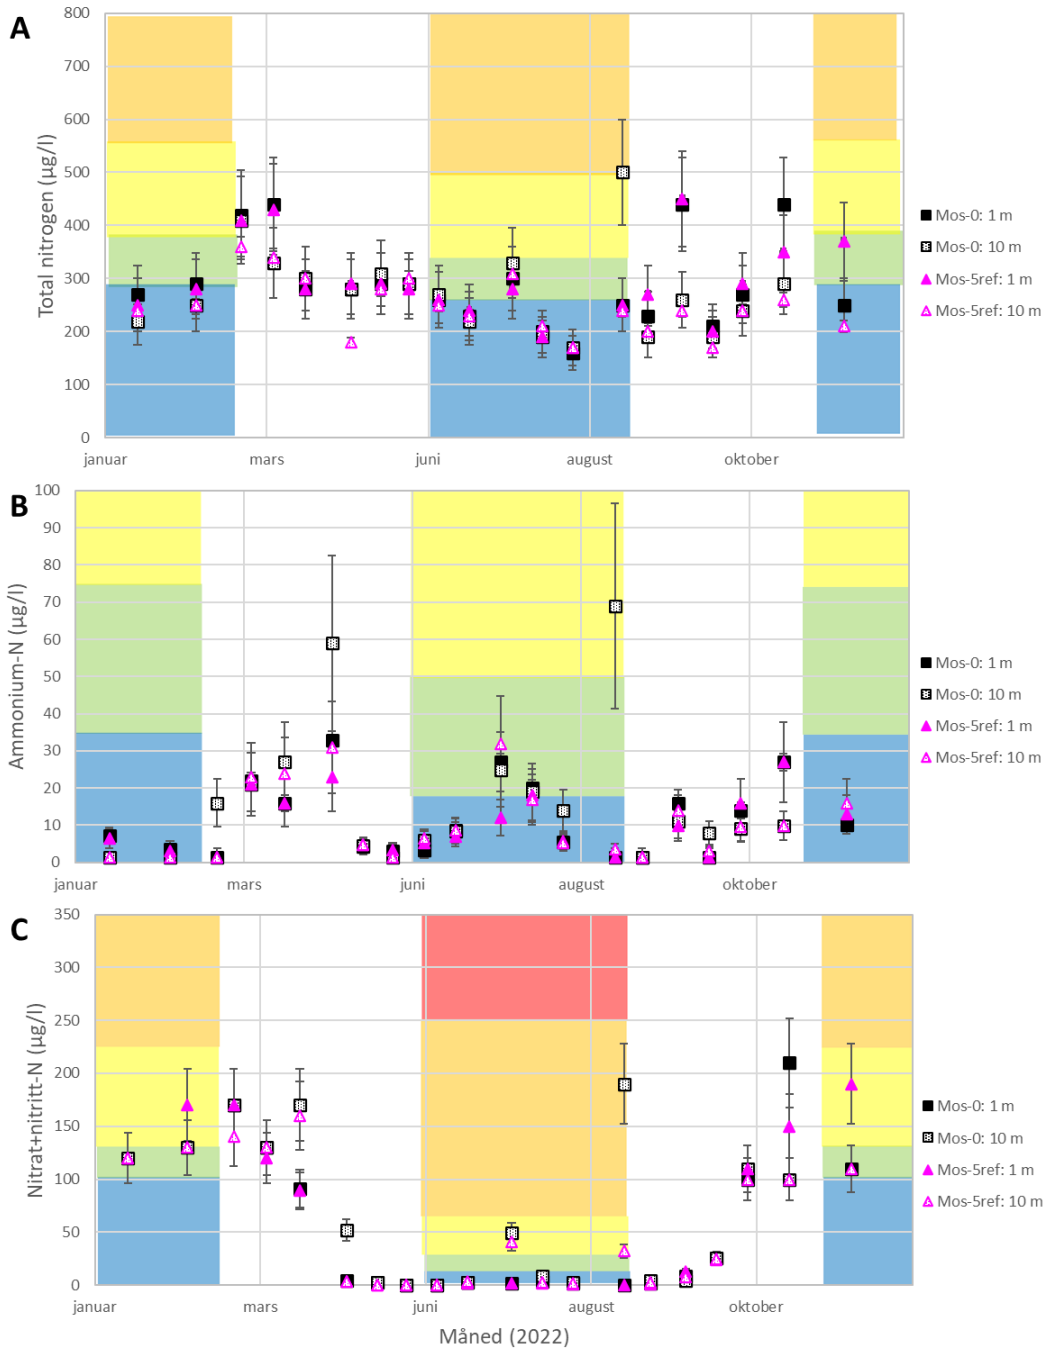 A
Total nitrogen (µg/l)
800
700
600
500
400
300
200
100
0
januar mars juni august oktober
Mos-0: 1 m
Mos-0: 10 m
Mos-5ref: 1 m
Mos-5ref: 10 m
B
Ammonium-N (µg/l)
100
90
80
70
60
50
40
30
20
10
0
januar mars juni august oktober
Mos-0: 1 m
Mos-0: 10 m
Mos-5ref: 1 m
Mos-5ref: 10 m
C
Nitrat+nitritt-N (µg/l)
350
300
250
200
150
100
50
0
januar mars juni august oktober
Måned (2022)
Mos-0: 1 m
Mos-0: 10 m
Mos-5ref: 1 m
Mos-5ref: 10 m